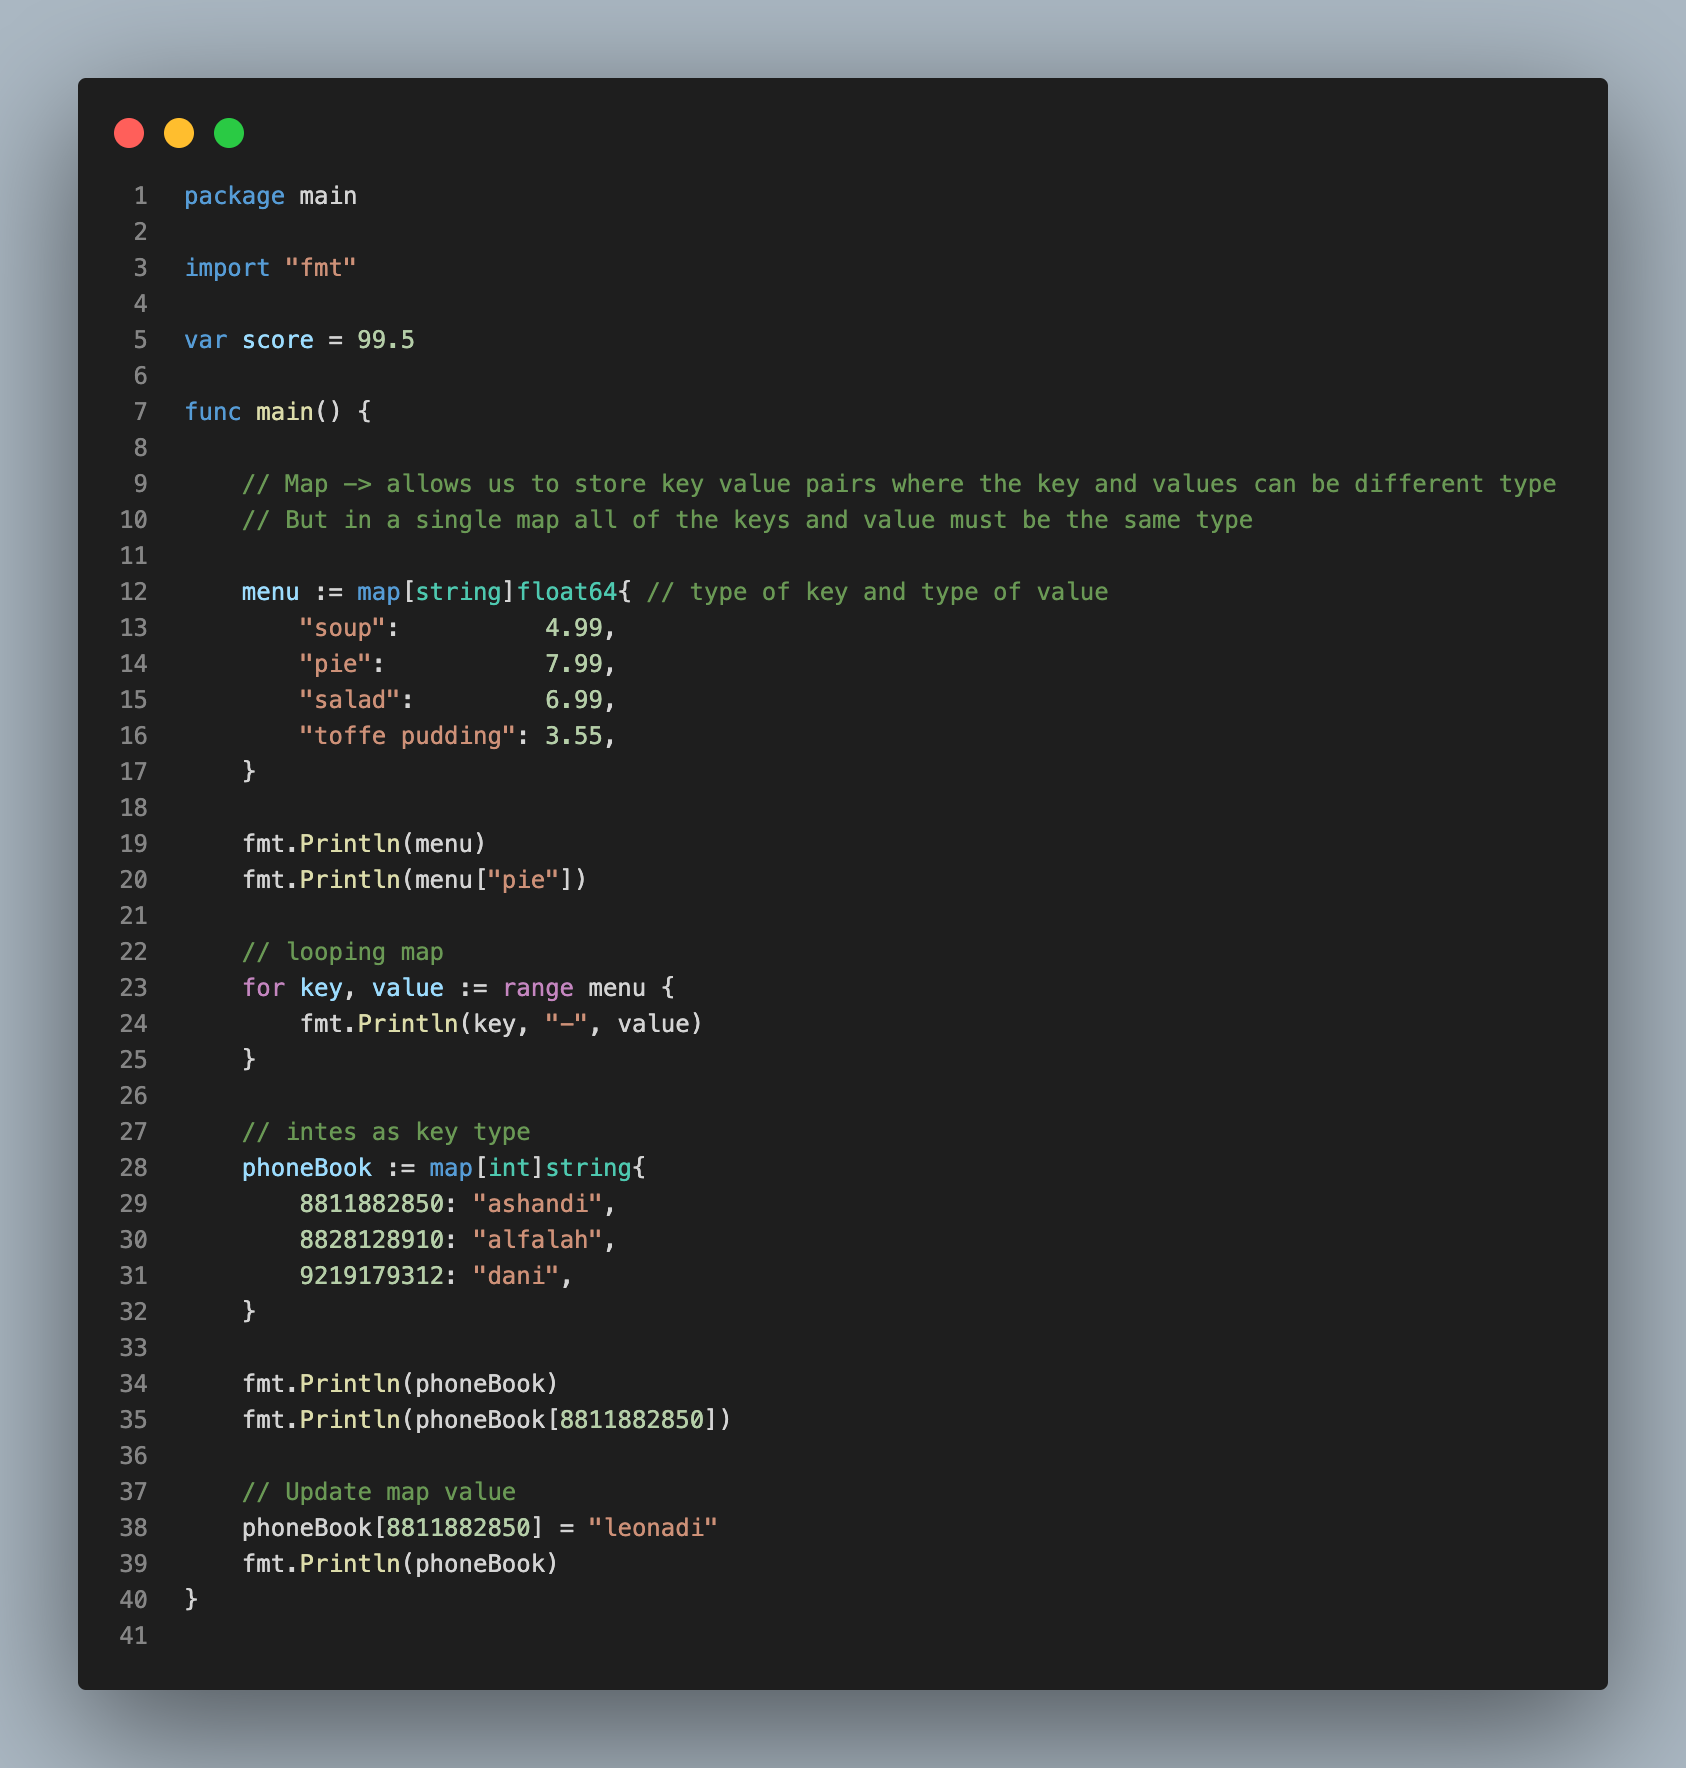 1 package main
2
3 import "fmt"
4
5 var score = 99.5
6
7 func main() {
8
9     // Map -> allows us to store key value pairs where the key and values can be different type
10     // But in a single map all of the keys and value must be the same type
11
12     menu := map[string]float64{ // type of key and type of value
13         "soup":          4.99,
14         "pie":           7.99,
15         "salad":         6.99,
16         "toffe pudding": 3.55,
17     }
18
19     fmt.Println(menu)
20     fmt.Println(menu["pie"])
21
22     // looping map
23     for key, value := range menu {
24         fmt.Println(key, "-", value)
25     }
26
27     // intes as key type
28     phoneBook := map[int]string{
29         8811882850: "ashandi",
30         8828128910: "alfalah",
31         9219179312: "dani",
32     }
33
34     fmt.Println(phoneBook)
35     fmt.Println(phoneBook[8811882850])
36
37     // Update map value
38     phoneBook[8811882850] = "leonadi"
39     fmt.Println(phoneBook)
40 }
41